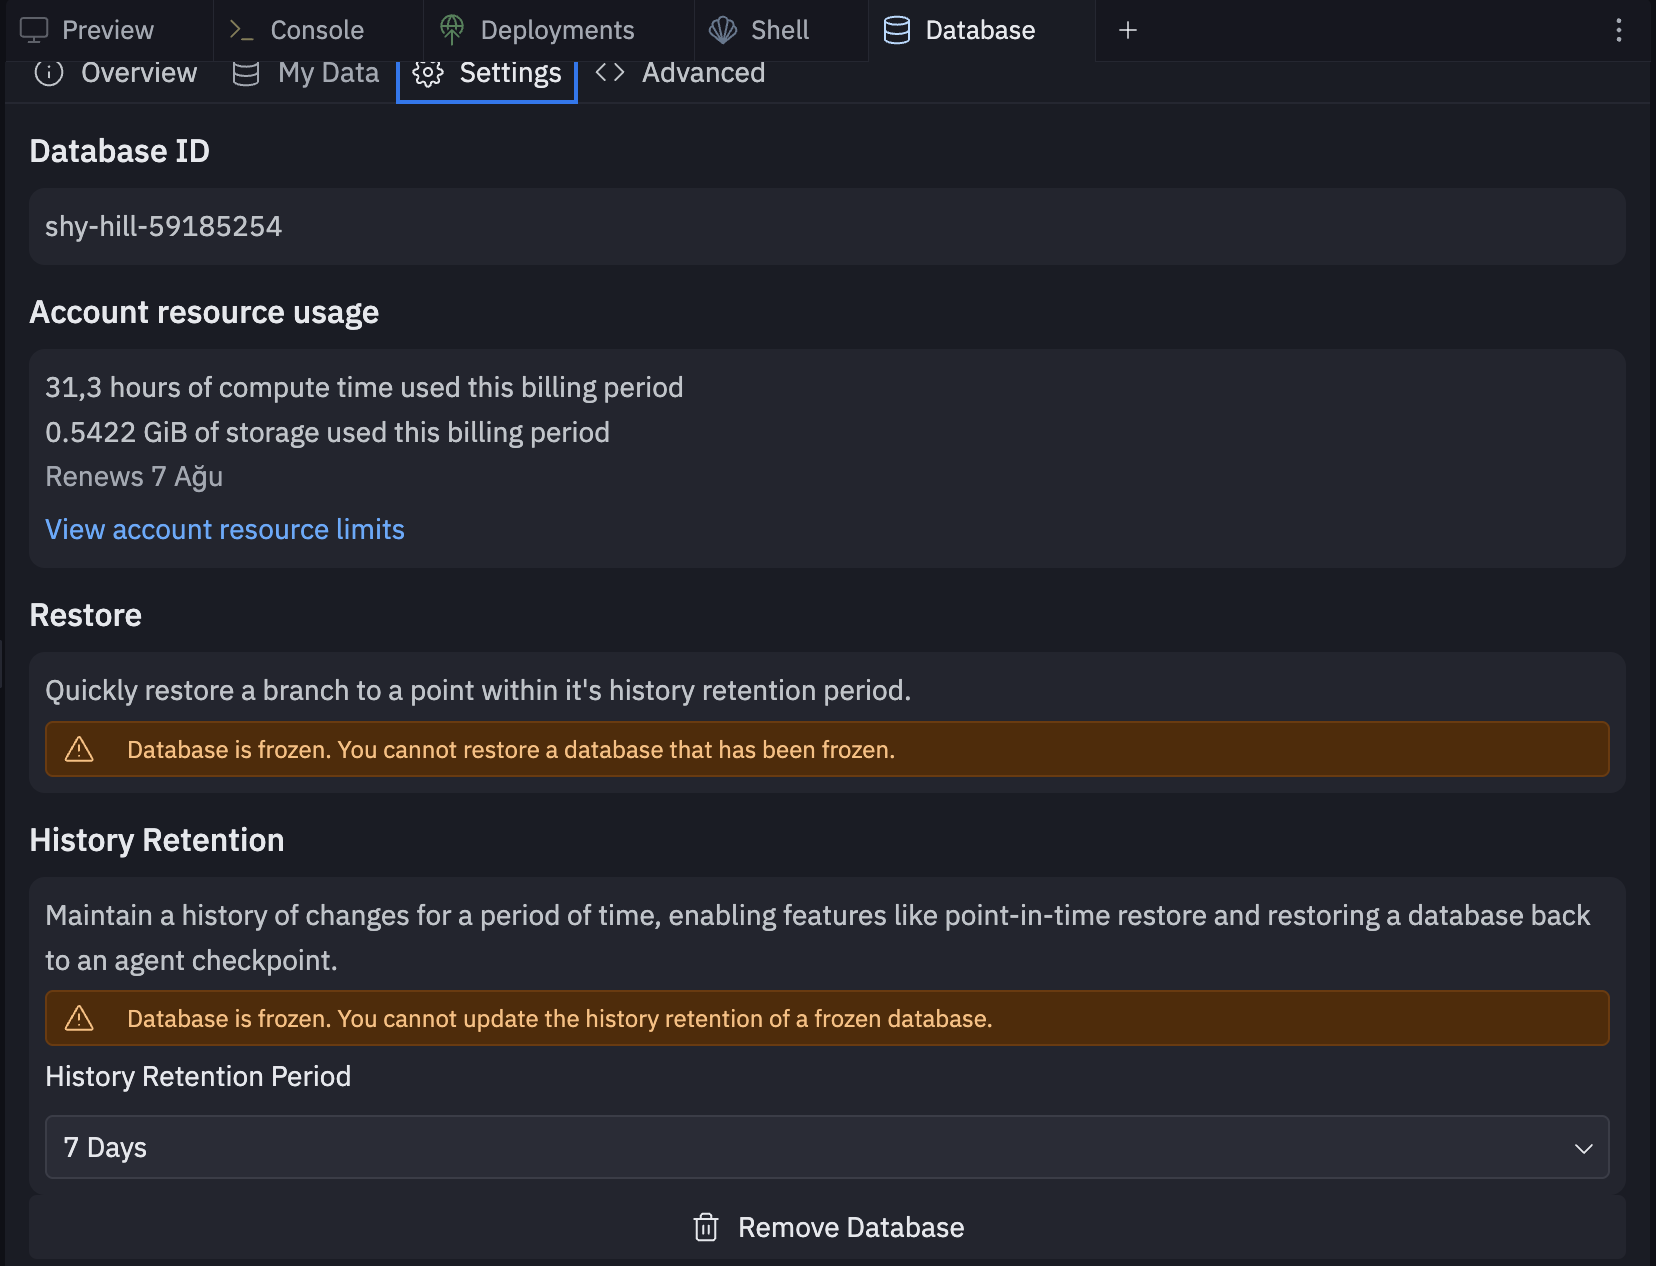 Preview
Console
Deployments
Shell
Database
Overview
My Data
Settings
Advanced
Database ID
shy-hill-59185254
Account resource usage
31,3 hours of compute time used this billing period
0.5422 GiB of storage used this billing period
Renews 7 Ağu
View account resource limits
Restore
Quickly restore a branch to a point within it's history retention period.
Database is frozen. You cannot restore a database that has been frozen.
History Retention
Maintain a history of changes for a period of time, enabling features like point-in-time restore and restoring a database back
to an agent checkpoint.
Database is frozen. You cannot update the history retention of a frozen database.
History Retention Period
7 Days
Remove Database